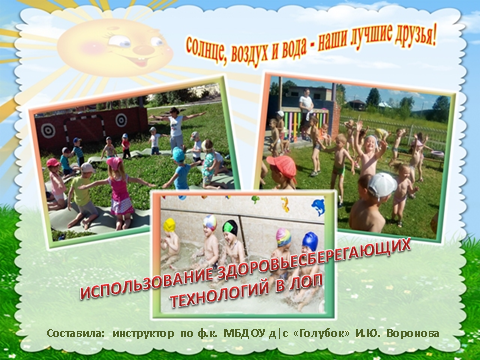 солнце, воздух и вода - наши лучшие друзья!
ИСПОЛЬЗОВАНИЕ ЗДОРОВЬЕСБЕРЕГАЮЩИХ
ТЕХНОЛОГИЙ В ЛОП
Составила: инструктор по ф.к. МБДОУ д|с «Голубок» И.Ю. Воронова